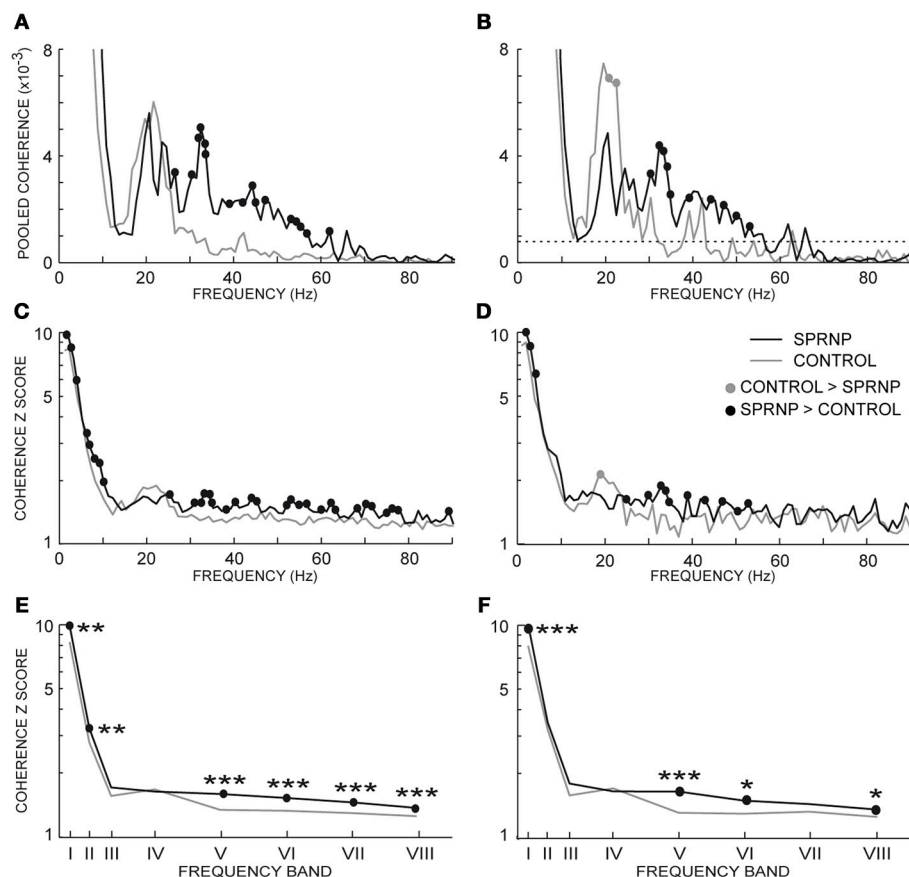 A
B
POOLED COHERENCE (x10⁻³)
8
4
2
0
0 20 40 60 80
FREQUENCY (Hz)
8
4
2
0
0 20 40 60 80
FREQUENCY (Hz)
C
D
COHERENCE Z SCORE
10
5
1
0 20 40 60 80
FREQUENCY (Hz)
10
5
1
0 20 40 60 80
FREQUENCY (Hz)
SPRNP
CONTROL
CONTROL > SPRNP
SPRNP > CONTROL
E
F
COHERENCE Z SCORE
10
5
1
**
**
***
***
***
***
I II III IV V VI VII VIII
FREQUENCY BAND
10
5
1
***
***
*
*
I II III IV V VI VII VIII
FREQUENCY BAND